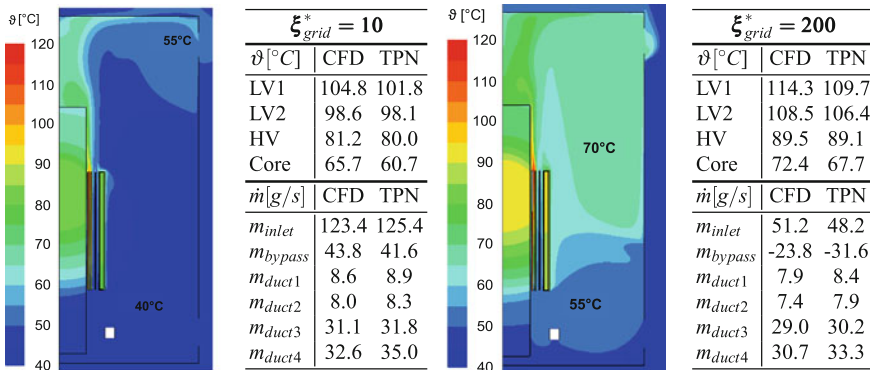 ϑ [°C]
120
110
100
90
80
70
60
50
40
55°C
40°C
ξ*grid = 10
ϑ[°C] CFD TPN
LV1 104.8 101.8
LV2 98.6 98.1
HV 81.2 80.0
Core 65.7 60.7
ṁ[g/s] CFD TPN
minlet 123.4 125.4
mbypass 43.8 41.6
mduct1 8.6 8.9
mduct2 8.0 8.3
mduct3 31.1 31.8
mduct4 32.6 35.0
ϑ [°C]
120
110
100
90
80
70
60
50
40
70°C
55°C
ξ*grid = 200
ϑ[°C] CFD TPN
LV1 114.3 109.7
LV2 108.5 106.4
HV 89.5 89.1
Core 72.4 67.7
ṁ[g/s] CFD TPN
minlet 51.2 48.2
mbypass -23.8 -31.6
mduct1 7.9 8.4
mduct2 7.4 7.9
mduct3 29.0 30.2
mduct4 30.7 33.3